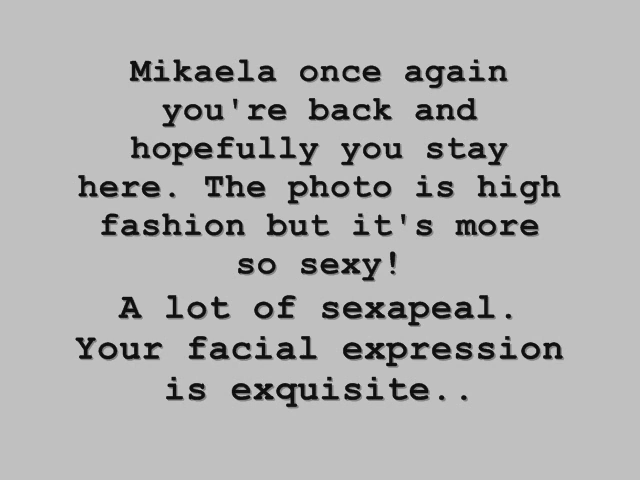 Mikaela once again
you're back and
hopefully you stay
here. The photo is high
fashion but it's more
so sexy!
A lot of sexapeal.
Your facial expression
is exquisite..